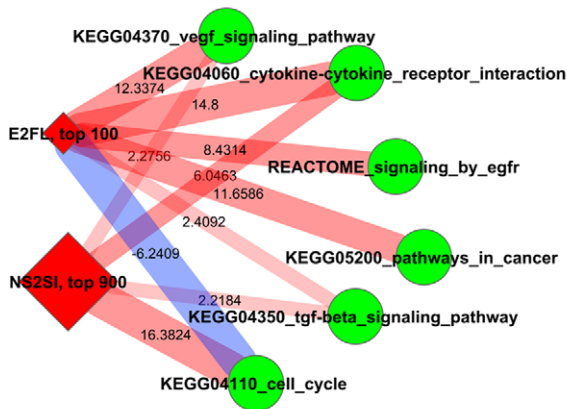 KEGG04370_vegf_signaling_pathway
KEGG04060_cytokine-cytokine_receptor_interaction
12.3374
14.8
E2FL, top 100
8.4314
2.2756
REACTOME_signaling_by_egfr
6.0463
11.6586
2.4092
-6.2409
KEGG05200_pathways_in_cancer
NS2SI, top 900
2.2184
KEGG04350_tgf-beta_signaling_pathway
16.3824
KEGG04110_cell_cycle